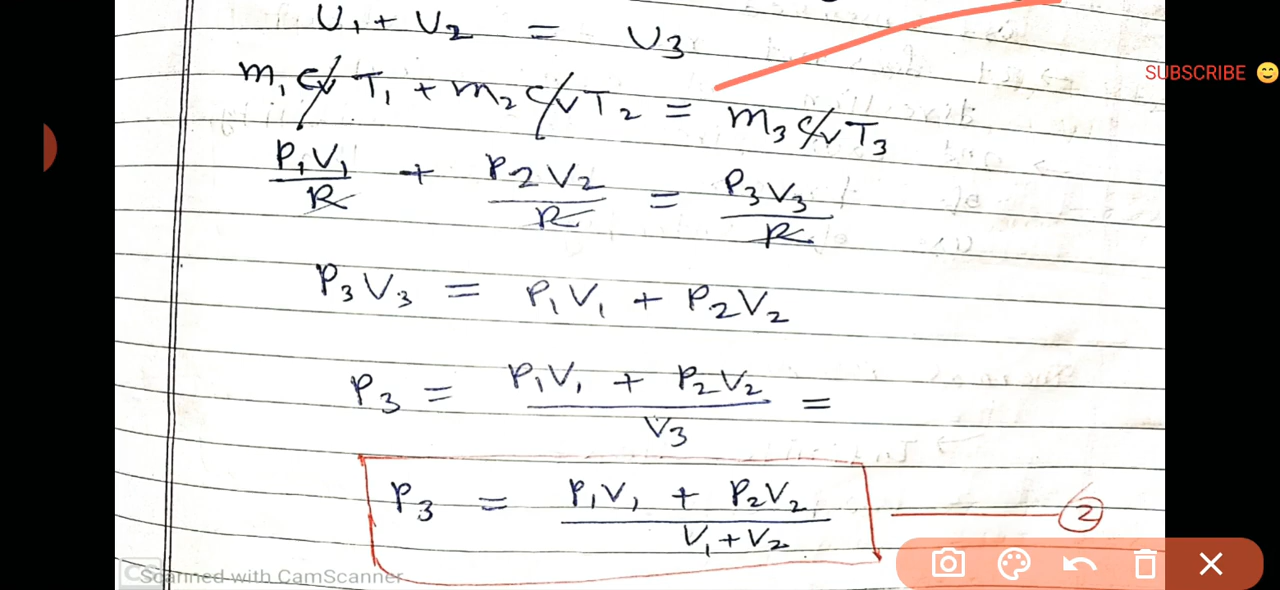 U₁ + U₂ = U₃
SUBSCRIBE 😊
m₁ Cv T₁ + m₂ Cv T₂ = m₃ Cv T₃
P₁V₁/R + P₂V₂/R = P₃V₃/R
P₃V₃ = P₁V₁ + P₂V₂
P₃ = P₁V₁ + P₂V₂/V₃ =
P₃ = P₁V₁ + P₂V₂/V₁+V₂ ②
CS Scanned with CamScanner